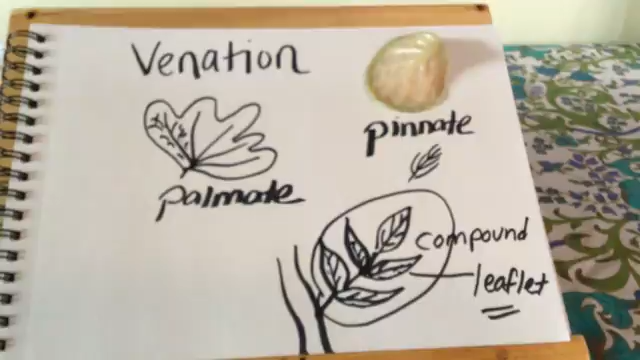 Venation
pinnate
palmate
compound
leaflet